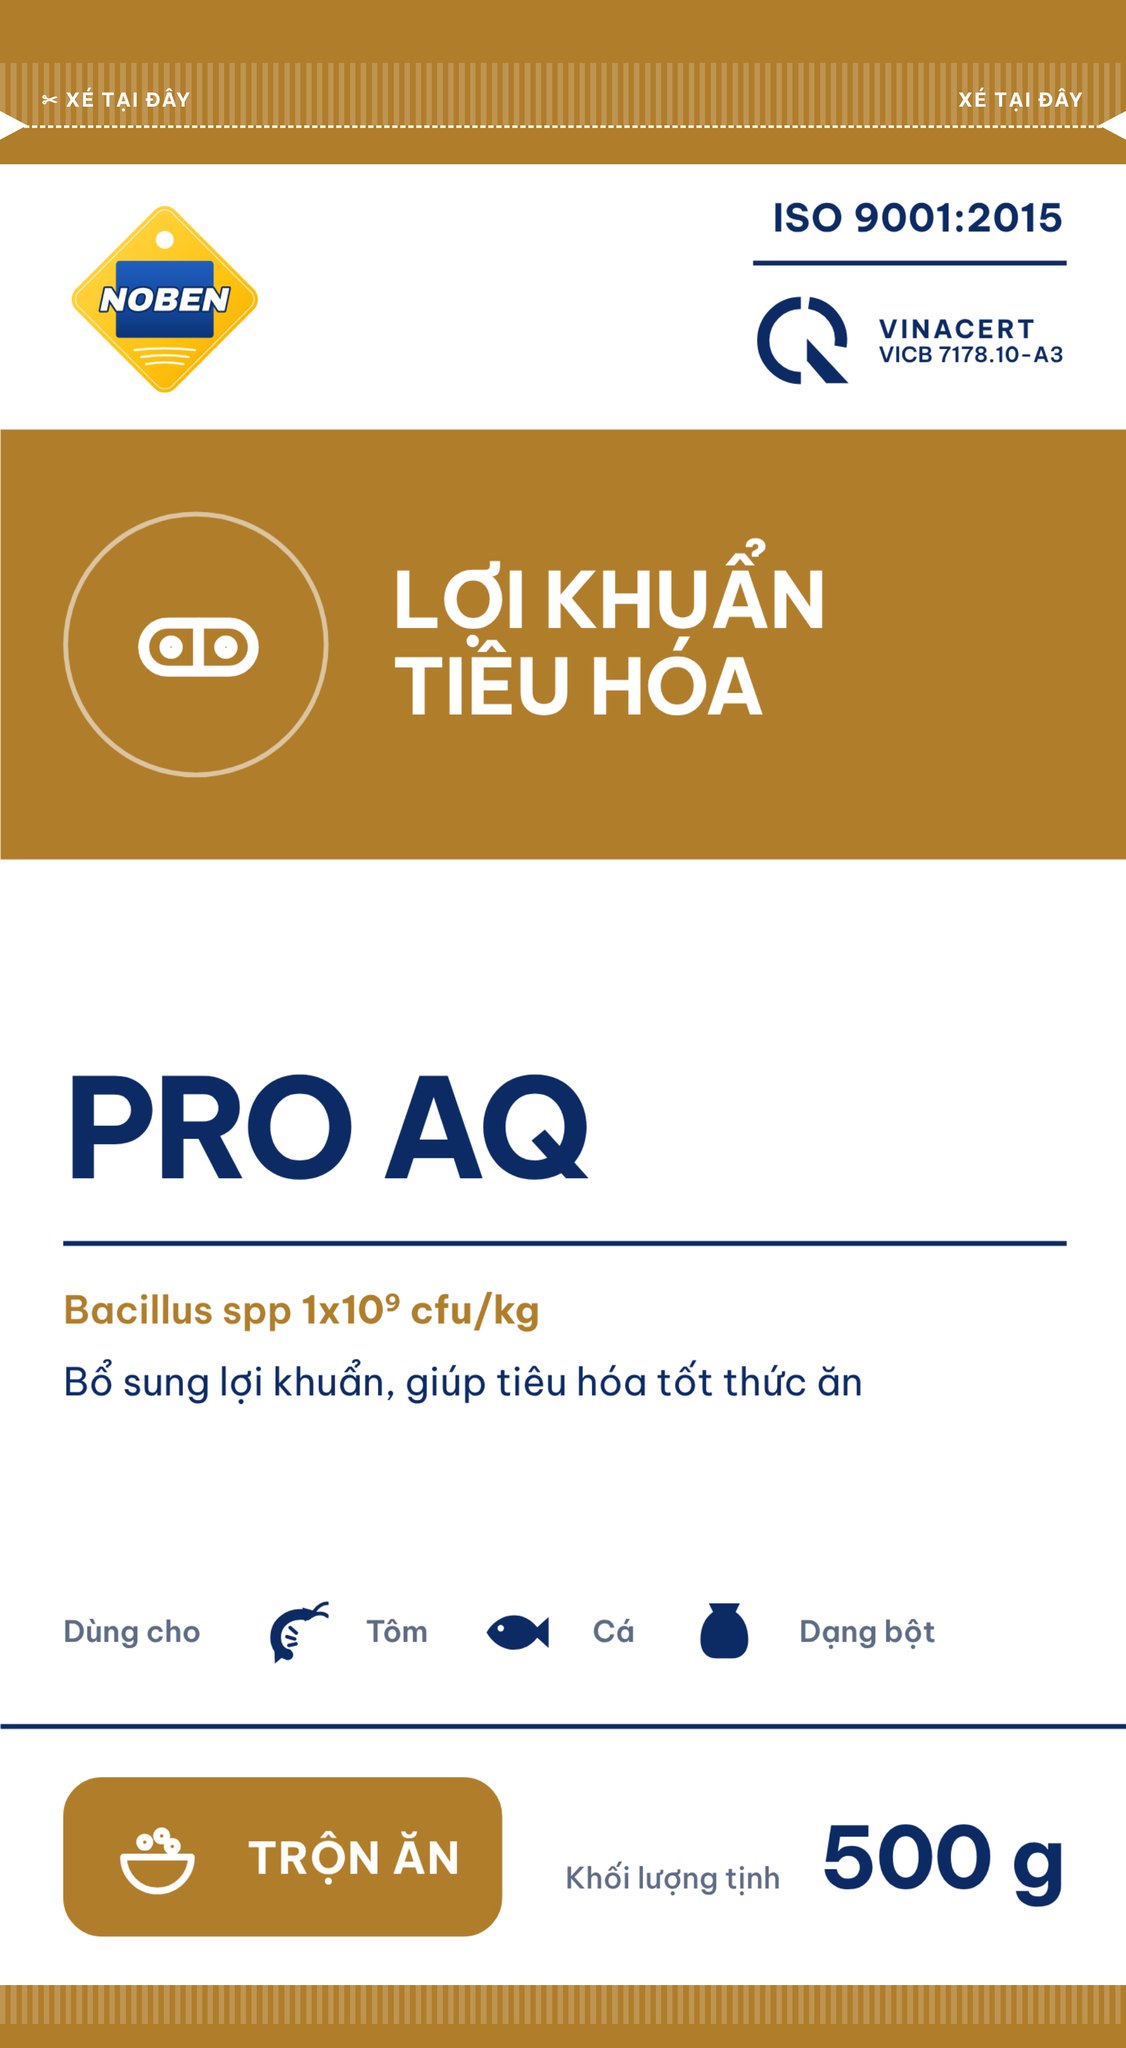 ✂ XÉ TẠI ĐÂY
XÉ TẠI ĐÂY
NOBEN
ISO 9001:2015
VINACERT
VICB 7178.10-A3
LỢI KHUẨN
TIÊU HÓA
PRO AQ
Bacillus spp 1x10⁹ cfu/kg
Bổ sung lợi khuẩn, giúp tiêu hóa tốt thức ăn
Dùng cho Tôm Cá Dạng bột
TRỘN ĂN
Khối lượng tịnh 500 g